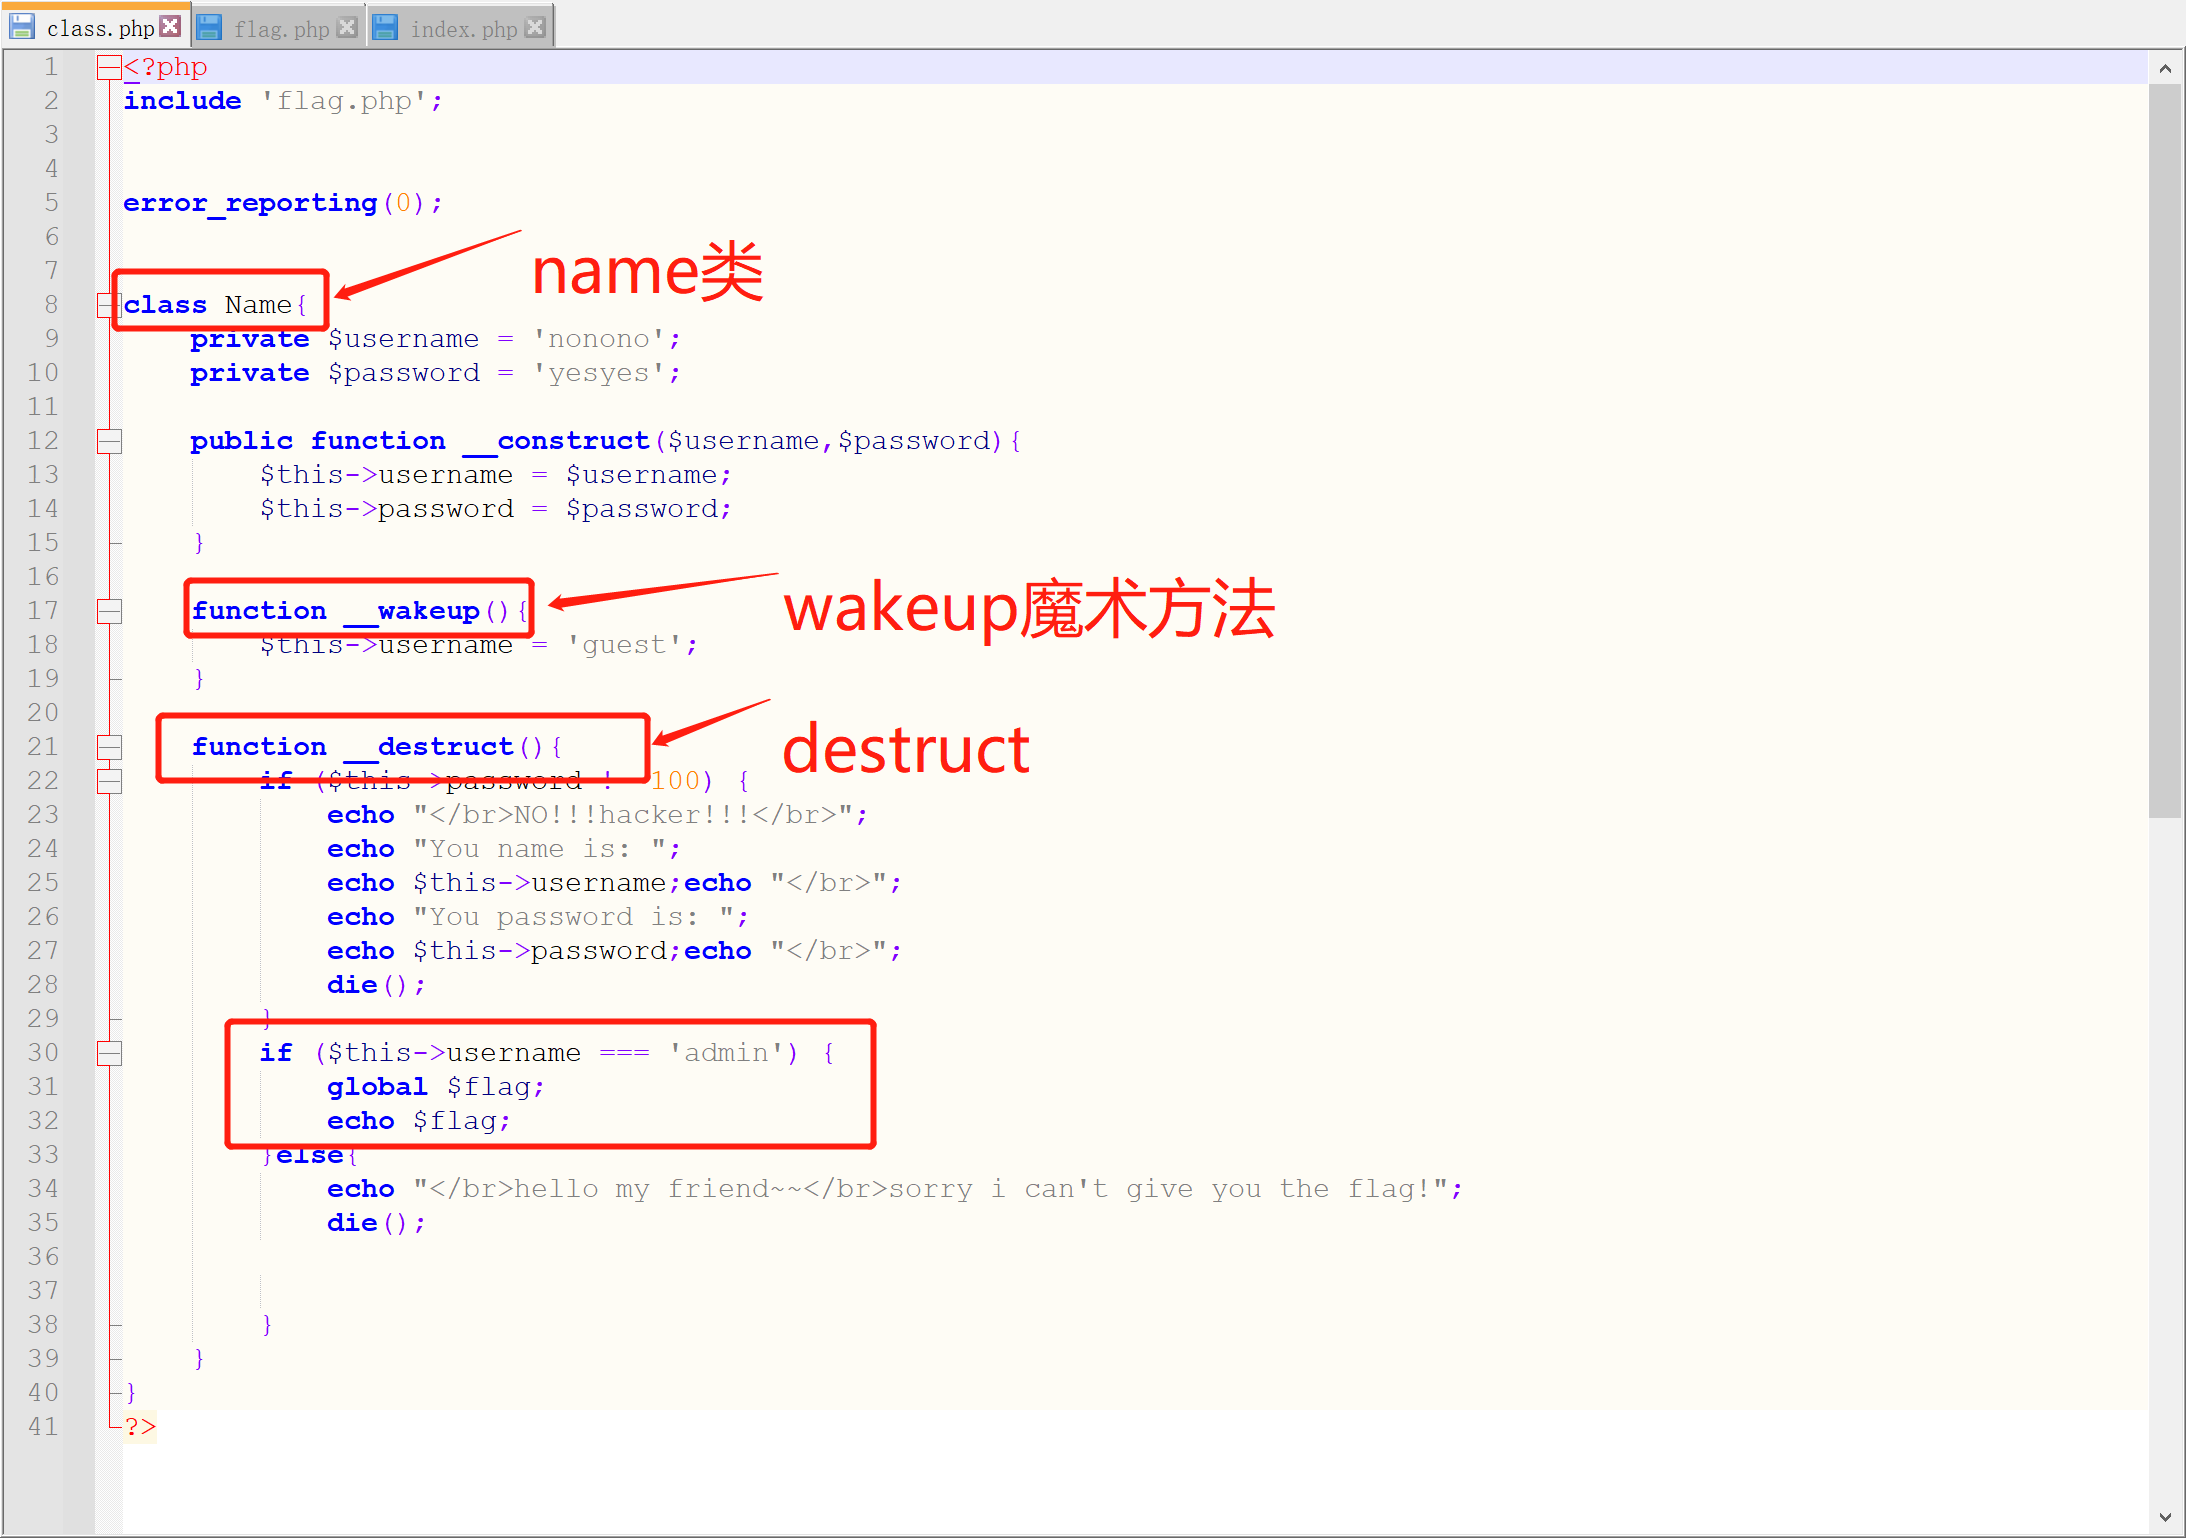 class.php flag.php index.php
1 <?php
2 include 'flag.php';
3
4
5 error_reporting(0);
6
7
name类
8 class Name{
9 private $username = 'nonono';
10 private $password = 'yesyes';
11
12 public function __construct($username,$password){
13 $this->username = $username;
14 $this->password = $password;
15 }
16
17 function __wakeup(){
wakeup魔术方法
18 $this->username = 'guest';
19 }
20
21 function __destruct(){
destruct
22 if ($this->password != 100) {
23 echo "</br>NO!!!hacker!!!</br>";
24 echo "You name is: ";
25 echo $this->username;echo "</br>";
26 echo "You password is: ";
27 echo $this->password;echo "</br>";
28 die();
29 }
30 if ($this->username === 'admin') {
31 global $flag;
32 echo $flag;
33 }else{
34 echo "</br>hello my friend~~</br>sorry i can't give you the flag!";
35 die();
36
37
38 }
39 }
40 }
41 ?>